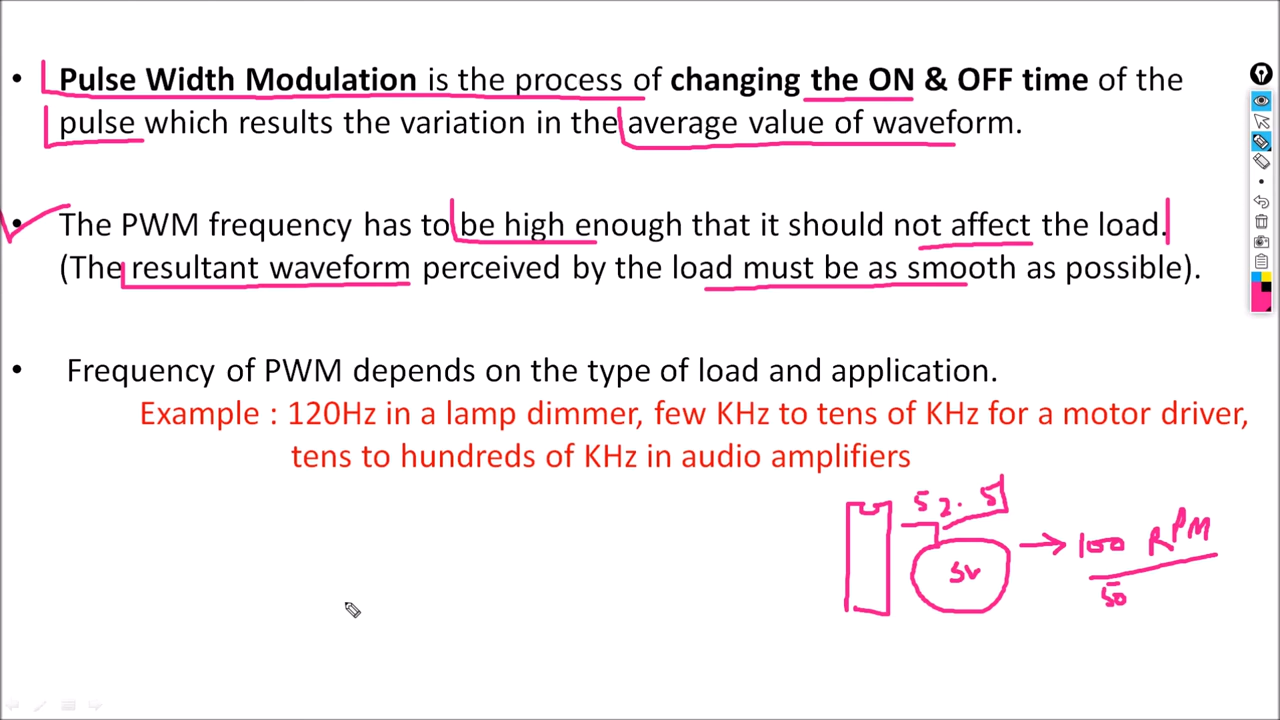 • Pulse Width Modulation is the process of changing the ON & OFF time of the
pulse which results the variation in the average value of waveform.
• The PWM frequency has to be high enough that it should not affect the load.
(The resultant waveform perceived by the load must be as smooth as possible).
• Frequency of PWM depends on the type of load and application.
Example : 120Hz in a lamp dimmer, few KHz to tens of KHz for a motor driver,
tens to hundreds of KHz in audio amplifiers
5 2.5
5v
100 RPM
50